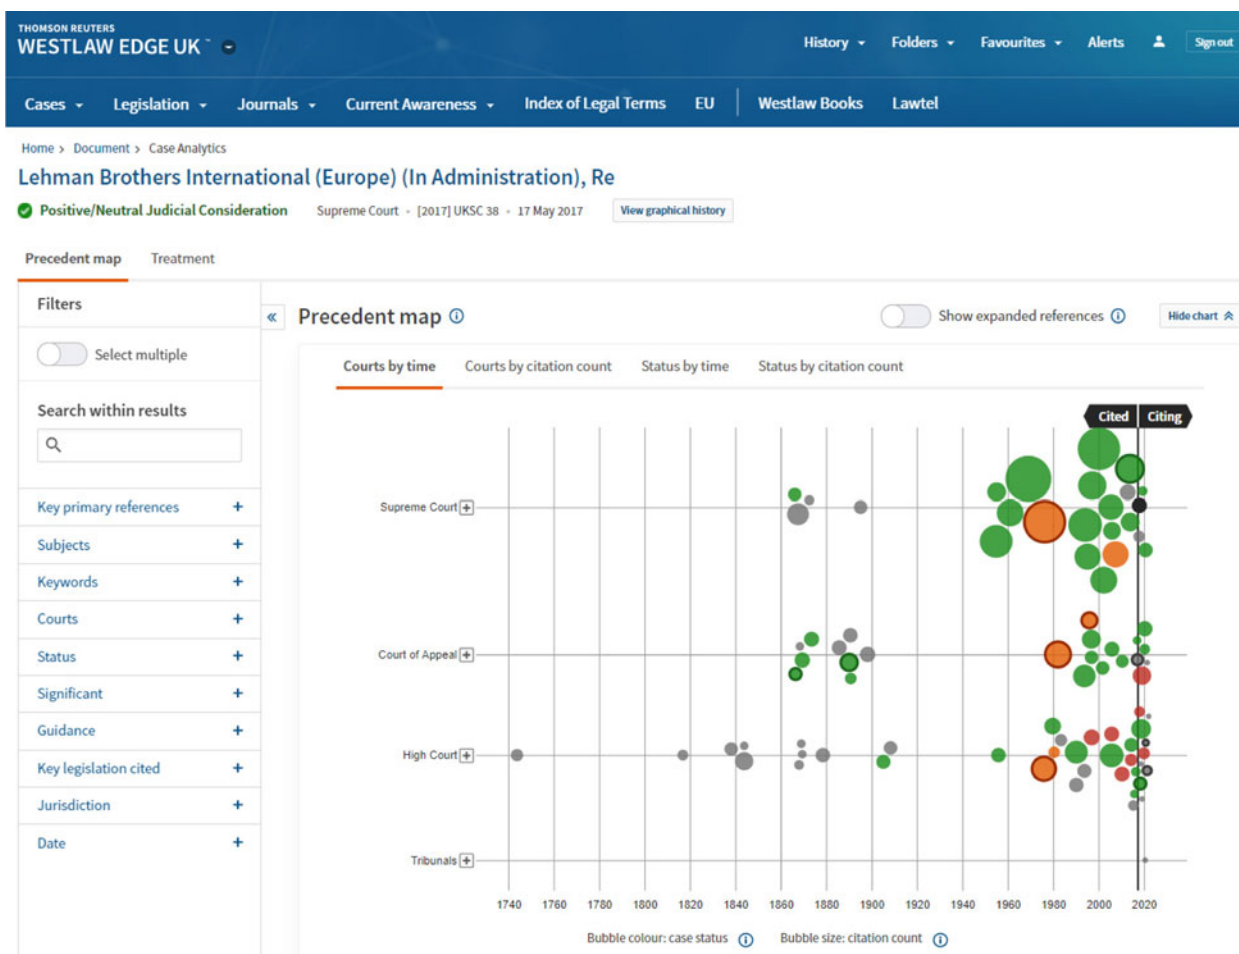 THOMSON REUTERS
WESTLAW EDGE UK™
History Folders Favourites Alerts Sign out
Cases Legislation Journals Current Awareness Index of Legal Terms EU Westlaw Books Lawtel
Home > Document > Case Analytics
Lehman Brothers International (Europe) (In Administration), Re
Positive/Neutral Judicial Consideration Supreme Court • [2017] UKSC 38 • 17 May 2017 View graphical history
Precedent map Treatment
Filters
« Precedent map Show expanded references Hide chart
Select multiple
Courts by time Courts by citation count Status by time Status by citation count
Search within results
Cited Citing
Key primary references +
Subjects +
Keywords +
Courts +
Status +
Significant +
Guidance +
Key legislation cited +
Jurisdiction +
Date +
Supreme Court +
Court of Appeal +
High Court +
Tribunals +
1740 1760 1780 1800 1820 1840 1860 1880 1900 1920 1940 1960 1980 2000 2020
Bubble colour: case status Bubble size: citation count